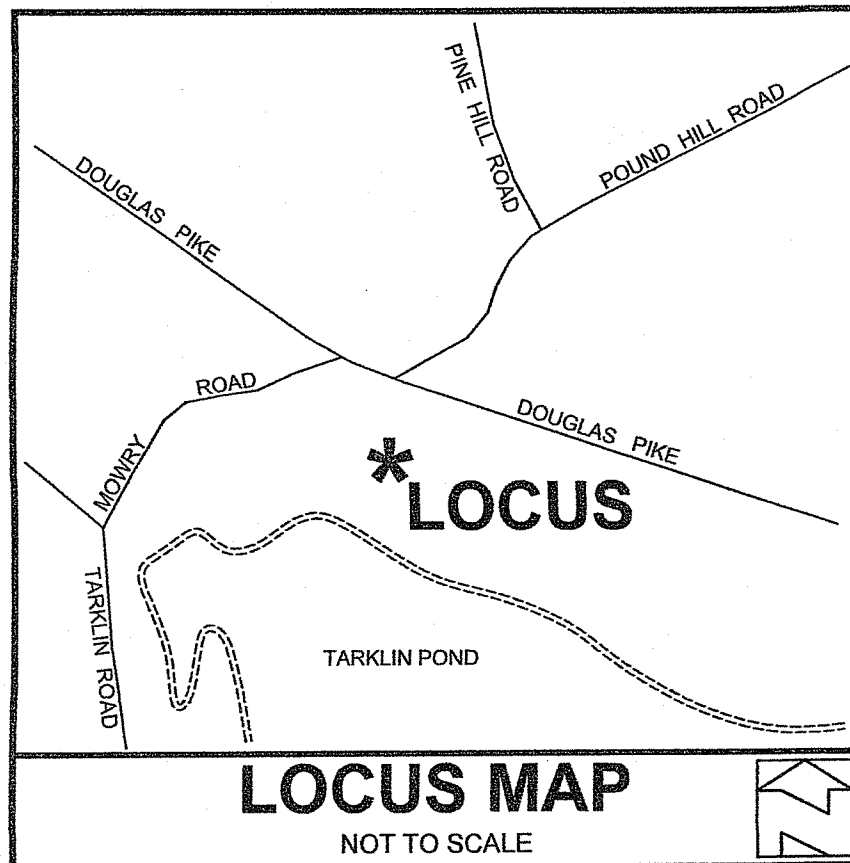 PINE HILL ROAD
POUND HILL ROAD
DOUGLAS PIKE
MOWRY ROAD
DOUGLAS PIKE
*LOCUS
TARKLIN ROAD
TARKLIN POND
LOCUS MAP
NOT TO SCALE